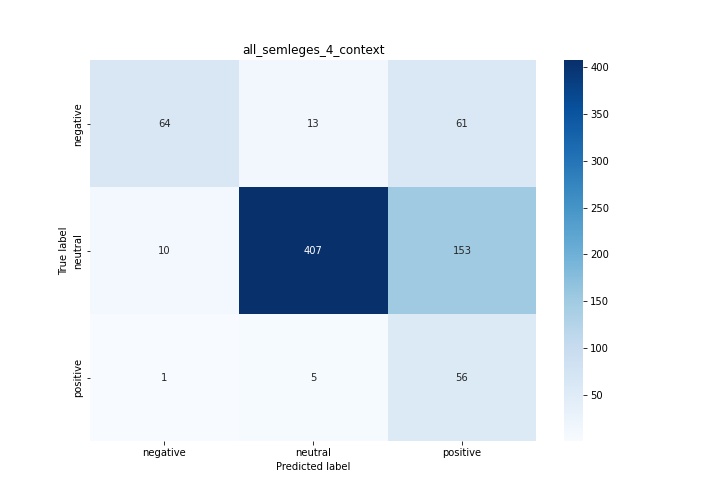 all_semleges_4_context
True label
negative
64
13
61
neutral
10
407
153
positive
1
5
56
negative
neutral
positive
Predicted label
400
350
300
250
200
150
100
50